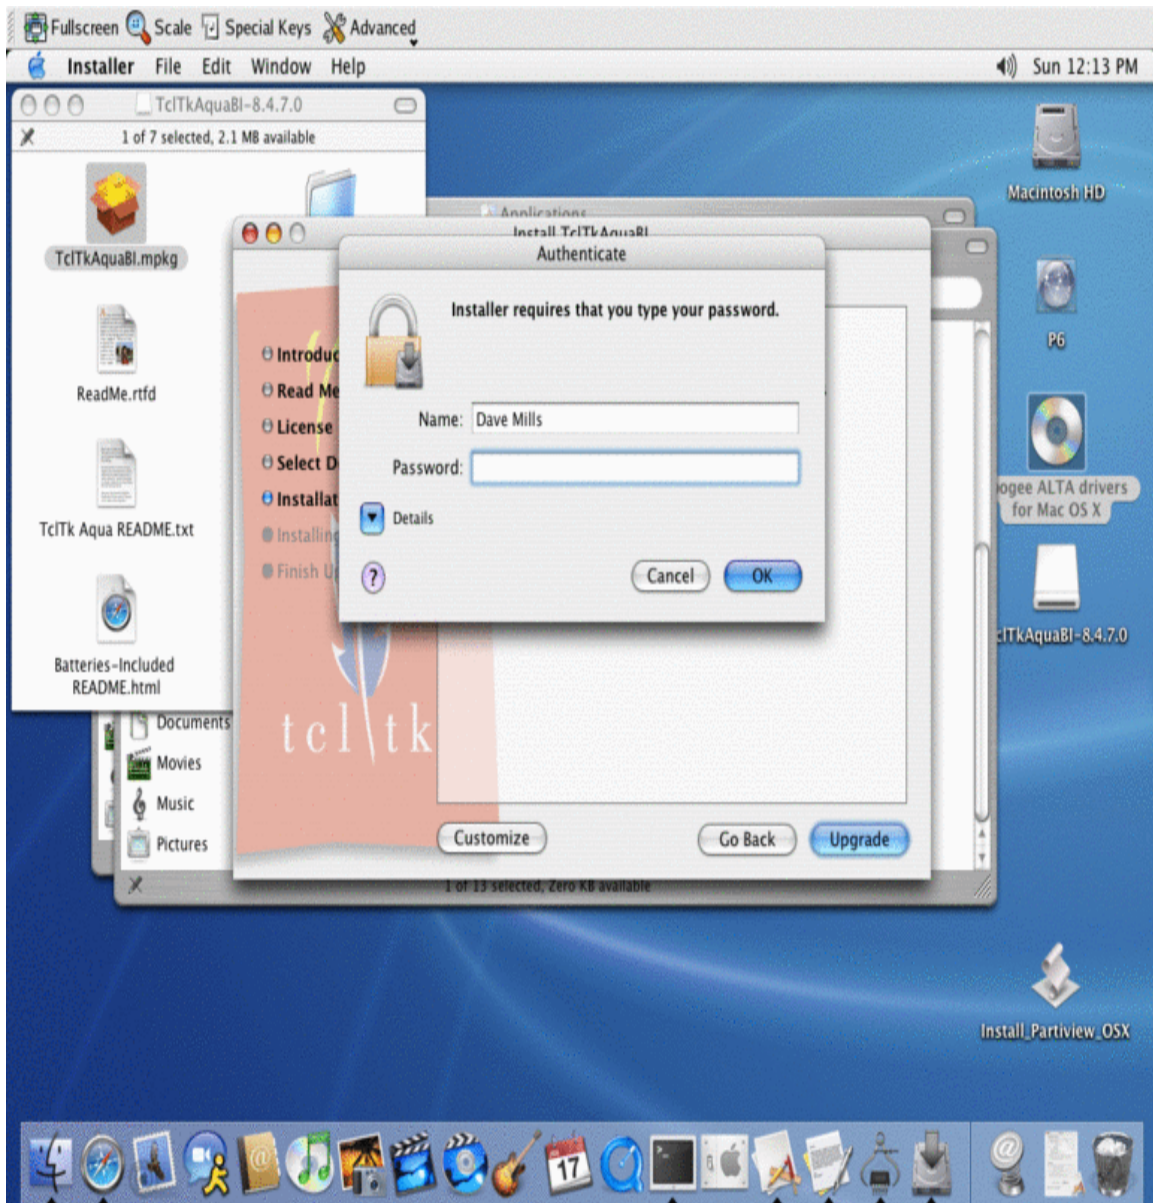 Fullscreen Scale Special Keys Advanced
Installer File Edit Window Help Sun 12:13 PM
TclTkAquaBI-8.4.7.0
1 of 7 selected, 2.1 MB available
TclTkAquaBI.mpkg
ReadMe.rtfd
TclTk Aqua README.txt
Batteries-Included
README.html
Applications
Install TclTkAquaBI
Authenticate
Installer requires that you type your password.
Name: Dave Mills
Password:
Details
?
Cancel OK
Introduc
Read Me
License
Select D
Installat
Installing
Finish Up
tcl tk
Customize Go Back Upgrade
Documents
Movies
Music
Pictures
1 of 13 selected, Zero KB available
Macintosh HD
P6
ogee ALTA drivers
for Mac OS X
clTkAquaBI-8.4.7.0
Install_Partiview_OSX
17